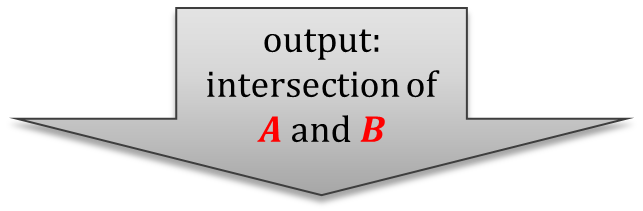 output:
intersection of
A and B